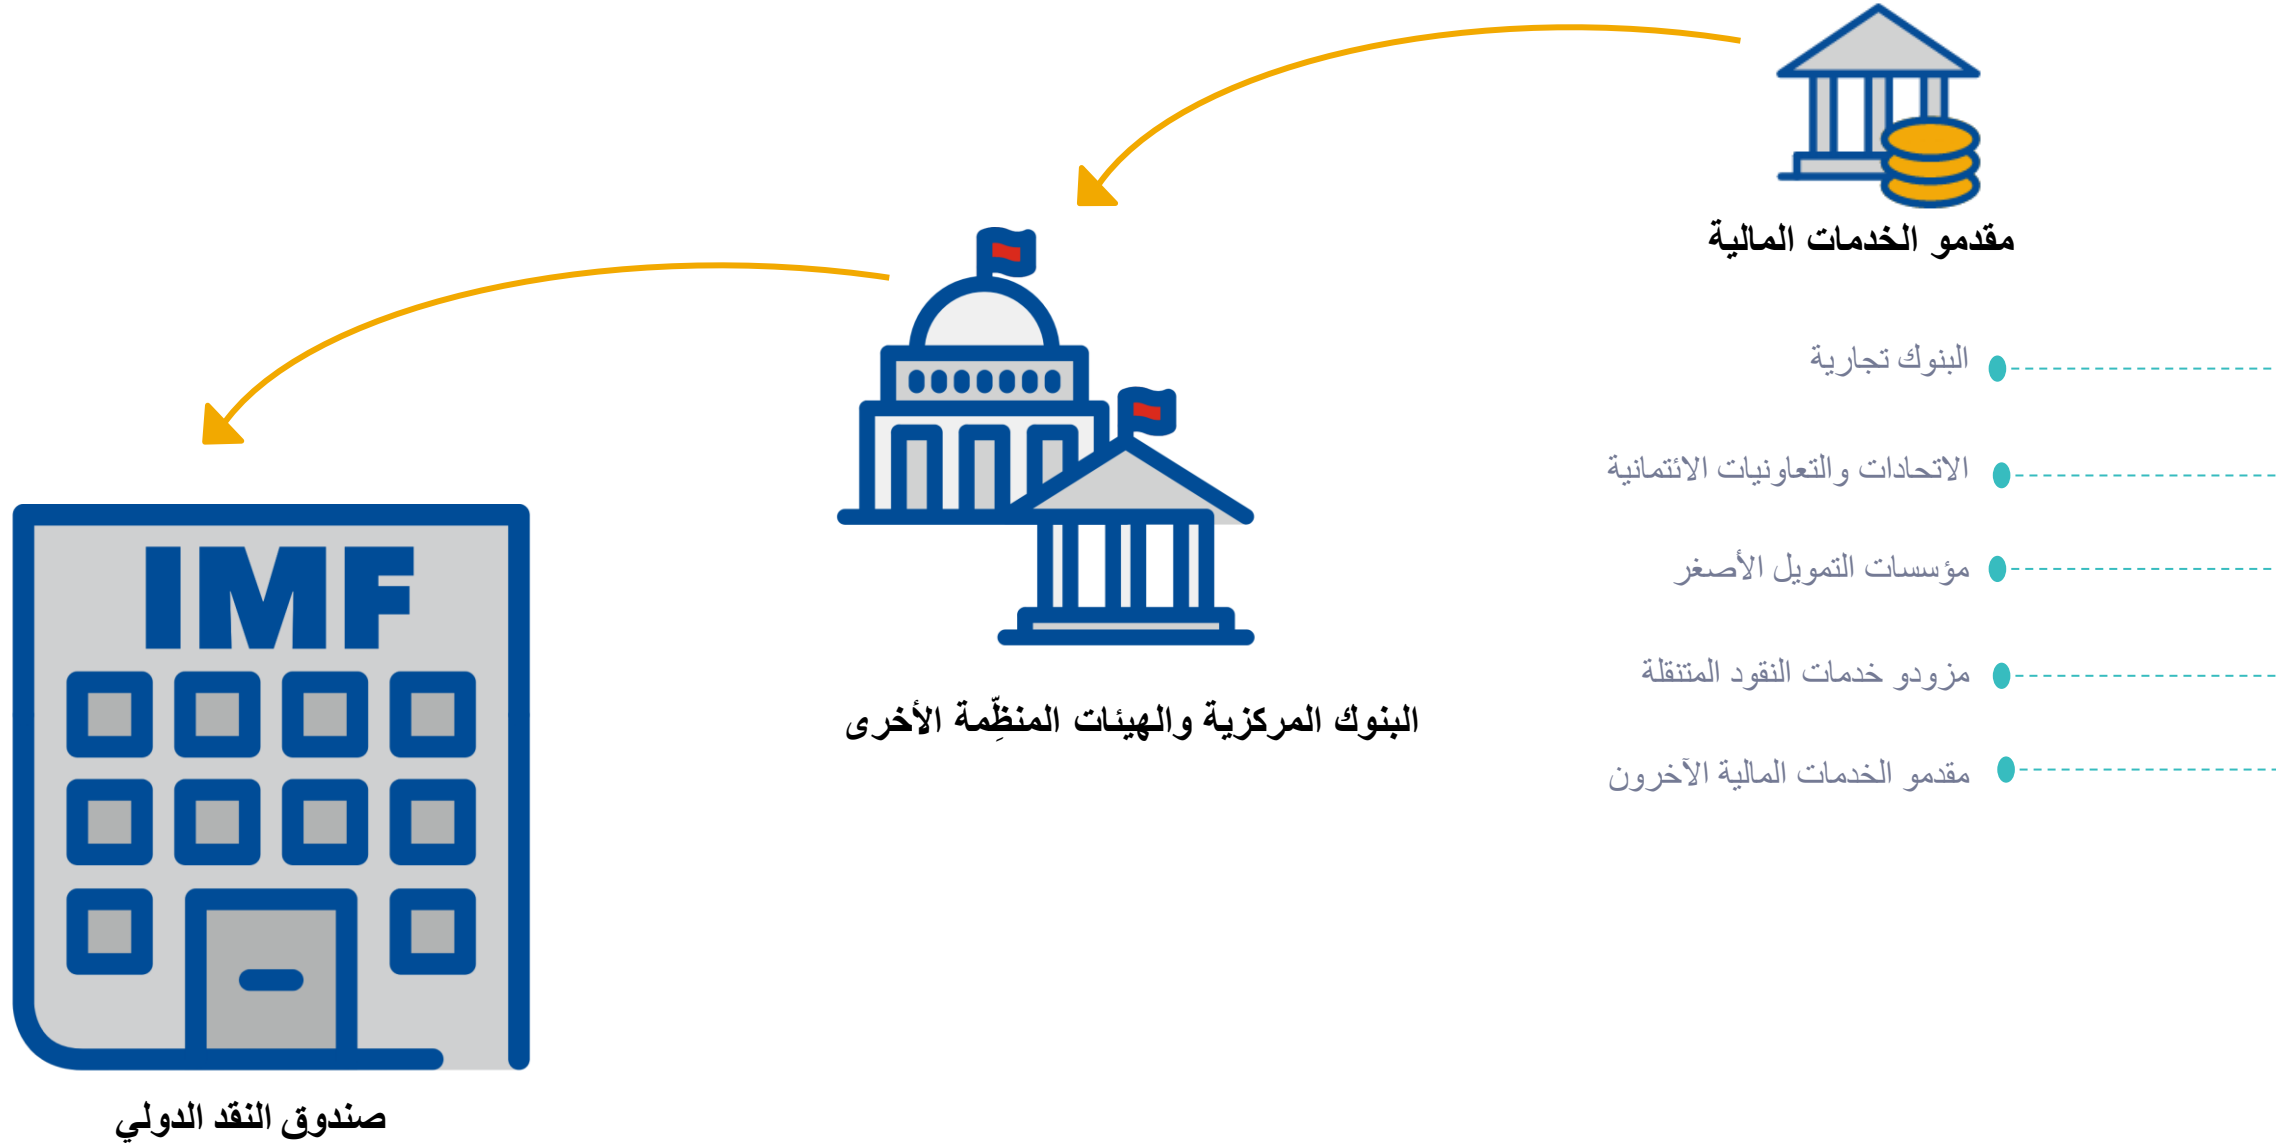 مقدمو الخدمات المالية
البنوك تجارية
الاتحادات والتعاونيات الائتمانية
مؤسسات التمويل الأصغر
مزودو خدمات النقود المتنقلة
مقدمو الخدمات المالية الآخرون
البنوك المركزية والهيئات المنظِّمة الأخرى
IMF
صندوق النقد الدولي